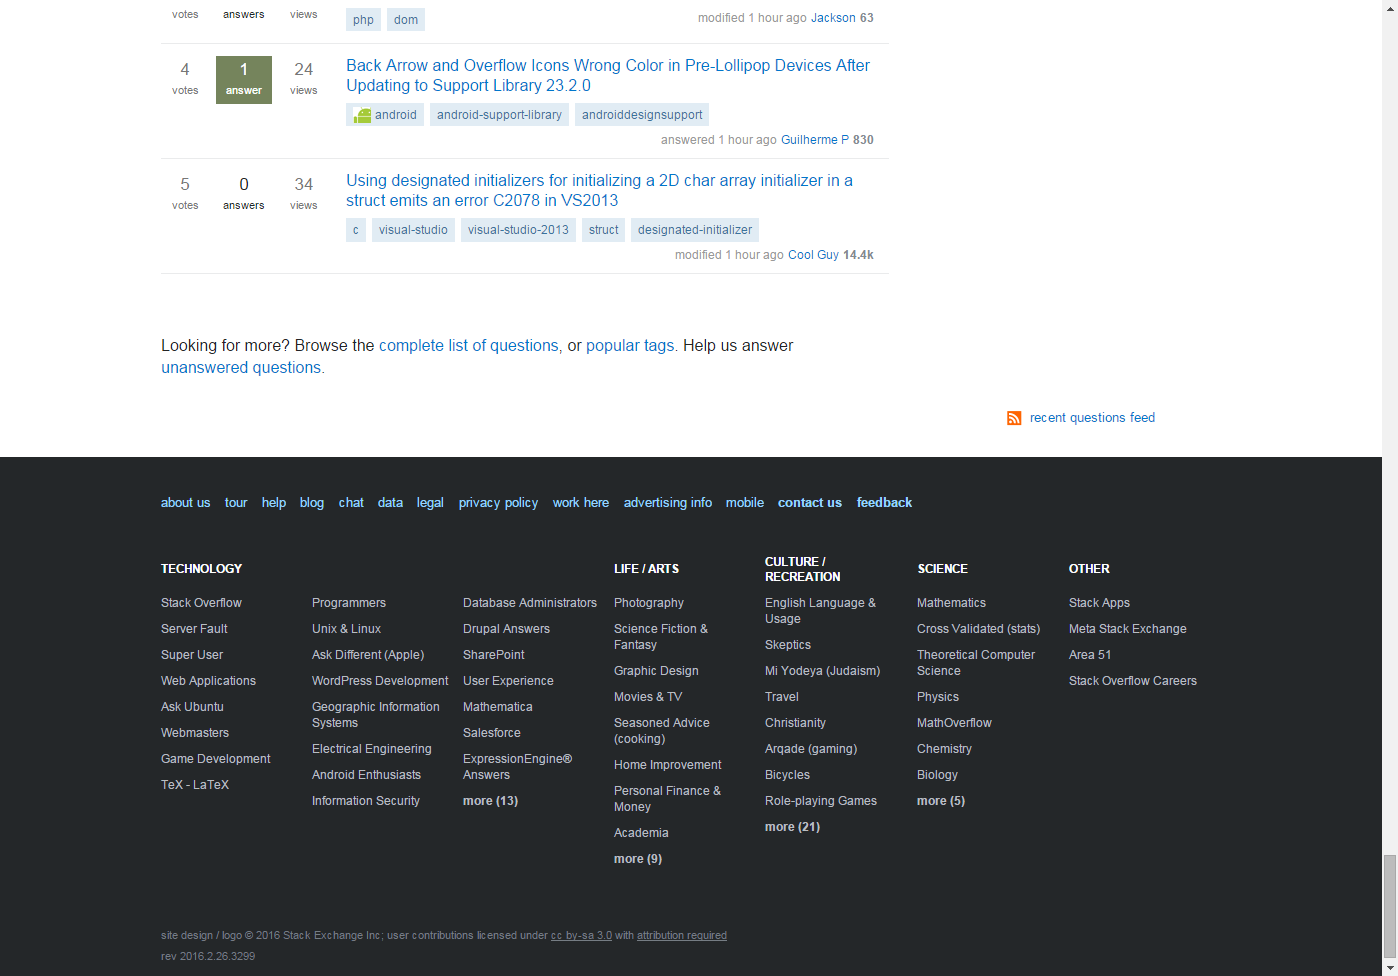 votes answers views
php dom
modified 1 hour ago Jackson 63
4 1 24
votes answer views
Back Arrow and Overflow Icons Wrong Color in Pre-Lollipop Devices After
Updating to Support Library 23.2.0
android android-support-library androiddesignsupport
answered 1 hour ago Guilherme P 830
5 0 34
votes answers views
Using designated initializers for initializing a 2D char array initializer in a
struct emits an error C2078 in VS2013
c visual-studio visual-studio-2013 struct designated-initializer
modified 1 hour ago Cool Guy 14.4k
Looking for more? Browse the complete list of questions, or popular tags. Help us answer
unanswered questions.
recent questions feed
about us tour help blog chat data legal privacy policy work here advertising info mobile contact us feedback
TECHNOLOGY
Stack Overflow
Server Fault
Super User
Web Applications
Ask Ubuntu
Webmasters
Game Development
TeX - LaTeX
Programmers
Unix & Linux
Ask Different (Apple)
WordPress Development
Geographic Information
Systems
Electrical Engineering
Android Enthusiasts
Information Security
Database Administrators
Drupal Answers
SharePoint
User Experience
Mathematica
Salesforce
ExpressionEngine®
Answers
more (13)
LIFE / ARTS
Photography
Science Fiction &
Fantasy
Graphic Design
Movies & TV
Seasoned Advice
(cooking)
Home Improvement
Personal Finance &
Money
Academia
more (9)
CULTURE /
RECREATION
English Language &
Usage
Skeptics
Mi Yodeya (Judaism)
Travel
Christianity
Arqade (gaming)
Bicycles
Role-playing Games
more (21)
SCIENCE
Mathematics
Cross Validated (stats)
Theoretical Computer
Science
Physics
MathOverflow
Chemistry
Biology
more (5)
OTHER
Stack Apps
Meta Stack Exchange
Area 51
Stack Overflow Careers
site design / logo © 2016 Stack Exchange Inc; user contributions licensed under cc by-sa 3.0 with attribution required
rev 2016.2.26.3299